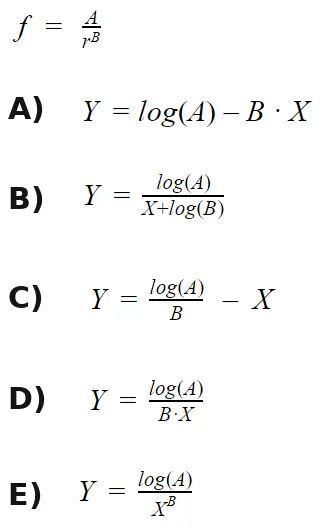 f = A/r^B
A) Y = log(A) – B · X
B) Y = log(A)/X+log(B)
C) Y = log(A)/B – X
D) Y = log(A)/B·X
E) Y = log(A)/X^B